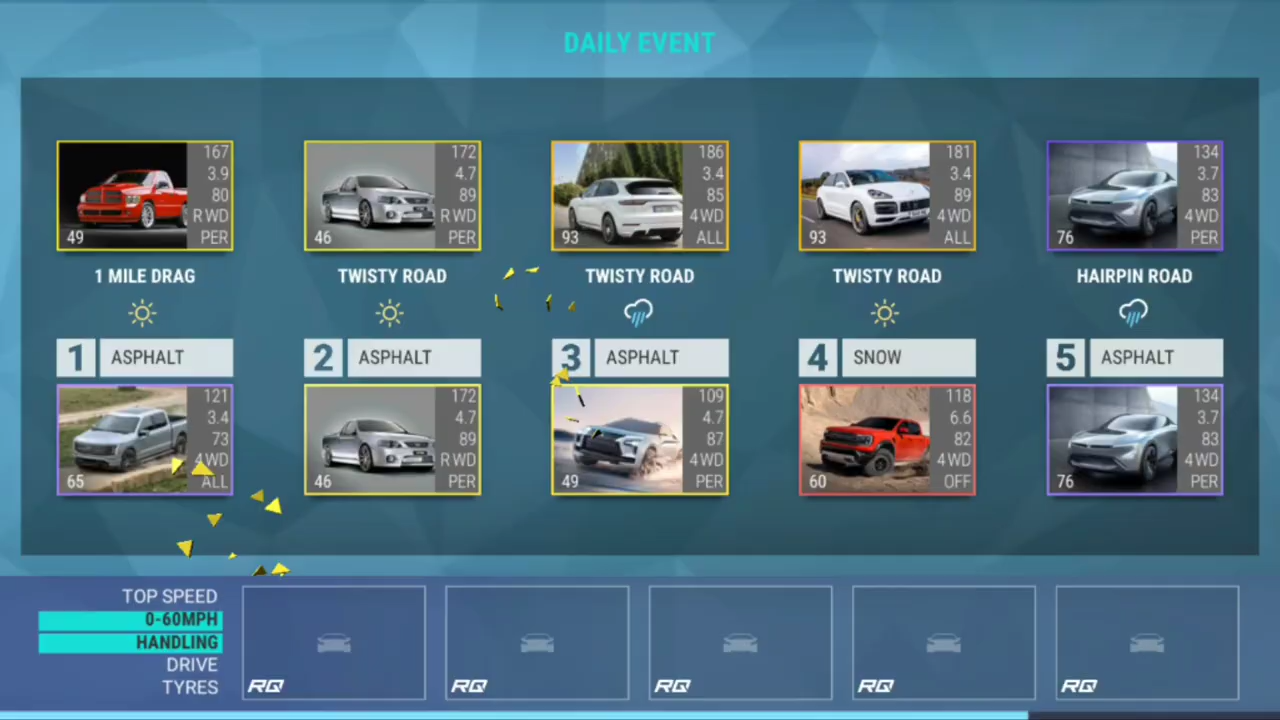 DAILY EVENT
167
3.9
80
RWD
49 PER
172
4.7
89
RWD
46 PER
186
3.4
85
4WD
93 ALL
181
3.4
89
4WD
93 ALL
134
3.7
83
4WD
76 PER
1 MILE DRAG
TWISTY ROAD
TWISTY ROAD
TWISTY ROAD
HAIRPIN ROAD
1 ASPHALT
2 ASPHALT
3 ASPHALT
4 SNOW
5 ASPHALT
121
3.4
73
4WD
65 ALL
172
4.7
89
RWD
46 PER
109
4.7
87
4WD
49 PER
118
6.6
82
4WD
60 OFF
134
3.7
83
4WD
76 PER
TOP SPEED
0-60MPH
HANDLING
DRIVE
TYRES
RQ
RQ
RQ
RQ
RQ